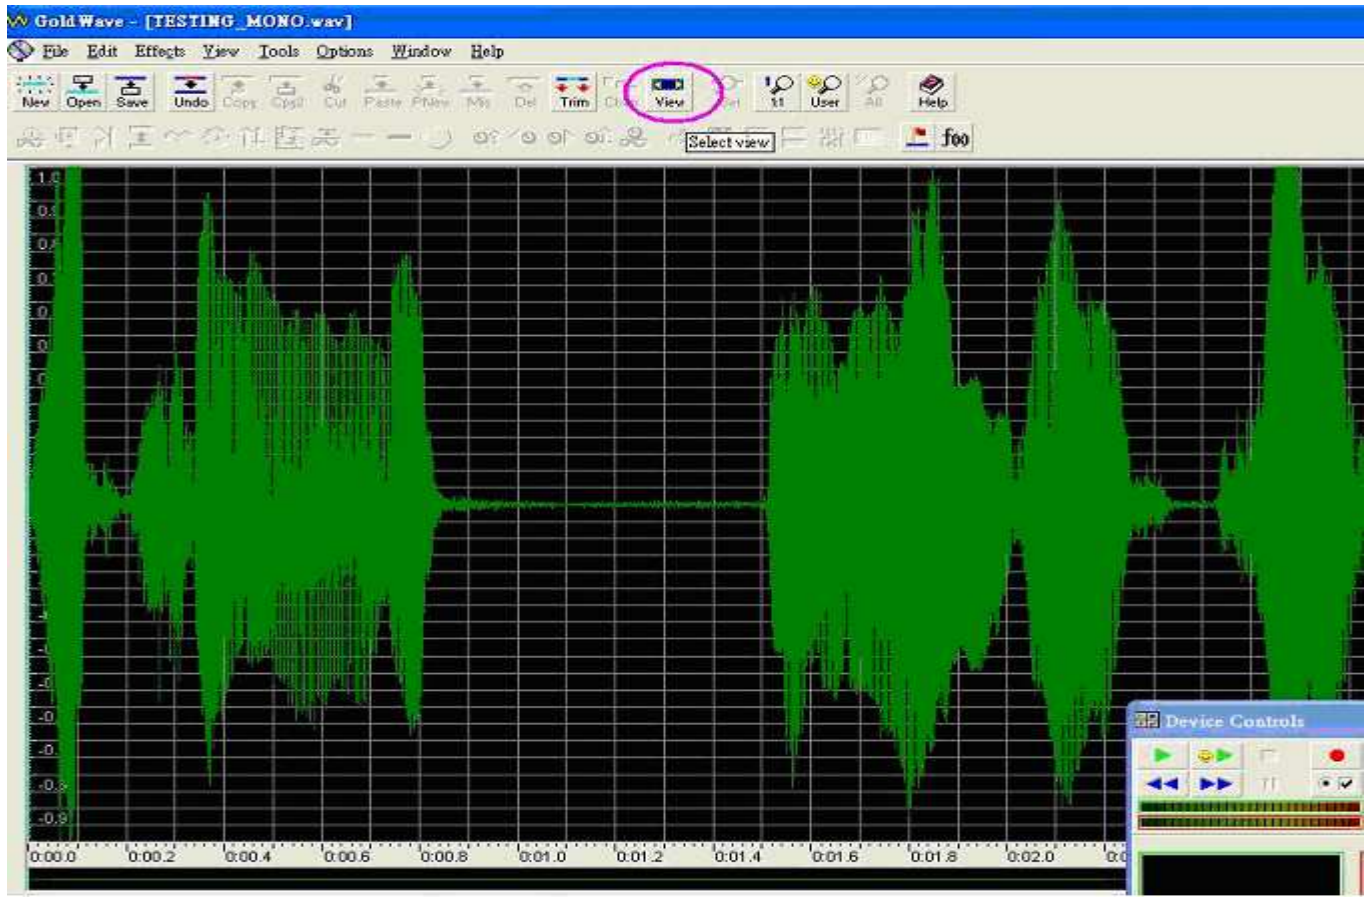 GoldWave - [TESTING_MONO.wav]
File Edit Effects View Tools Options Window Help
New Open Save Undo Copy Cut Paste PNew Mix Del Trim View 1:1 User All Help
Select view foo
1.0
-0.9
0:00.0 0:00.2 0:00.4 0:00.6 0:00.8 0:01.0 0:01.2 0:01.4 0:01.6 0:01.8 0:02.0
Device Controls